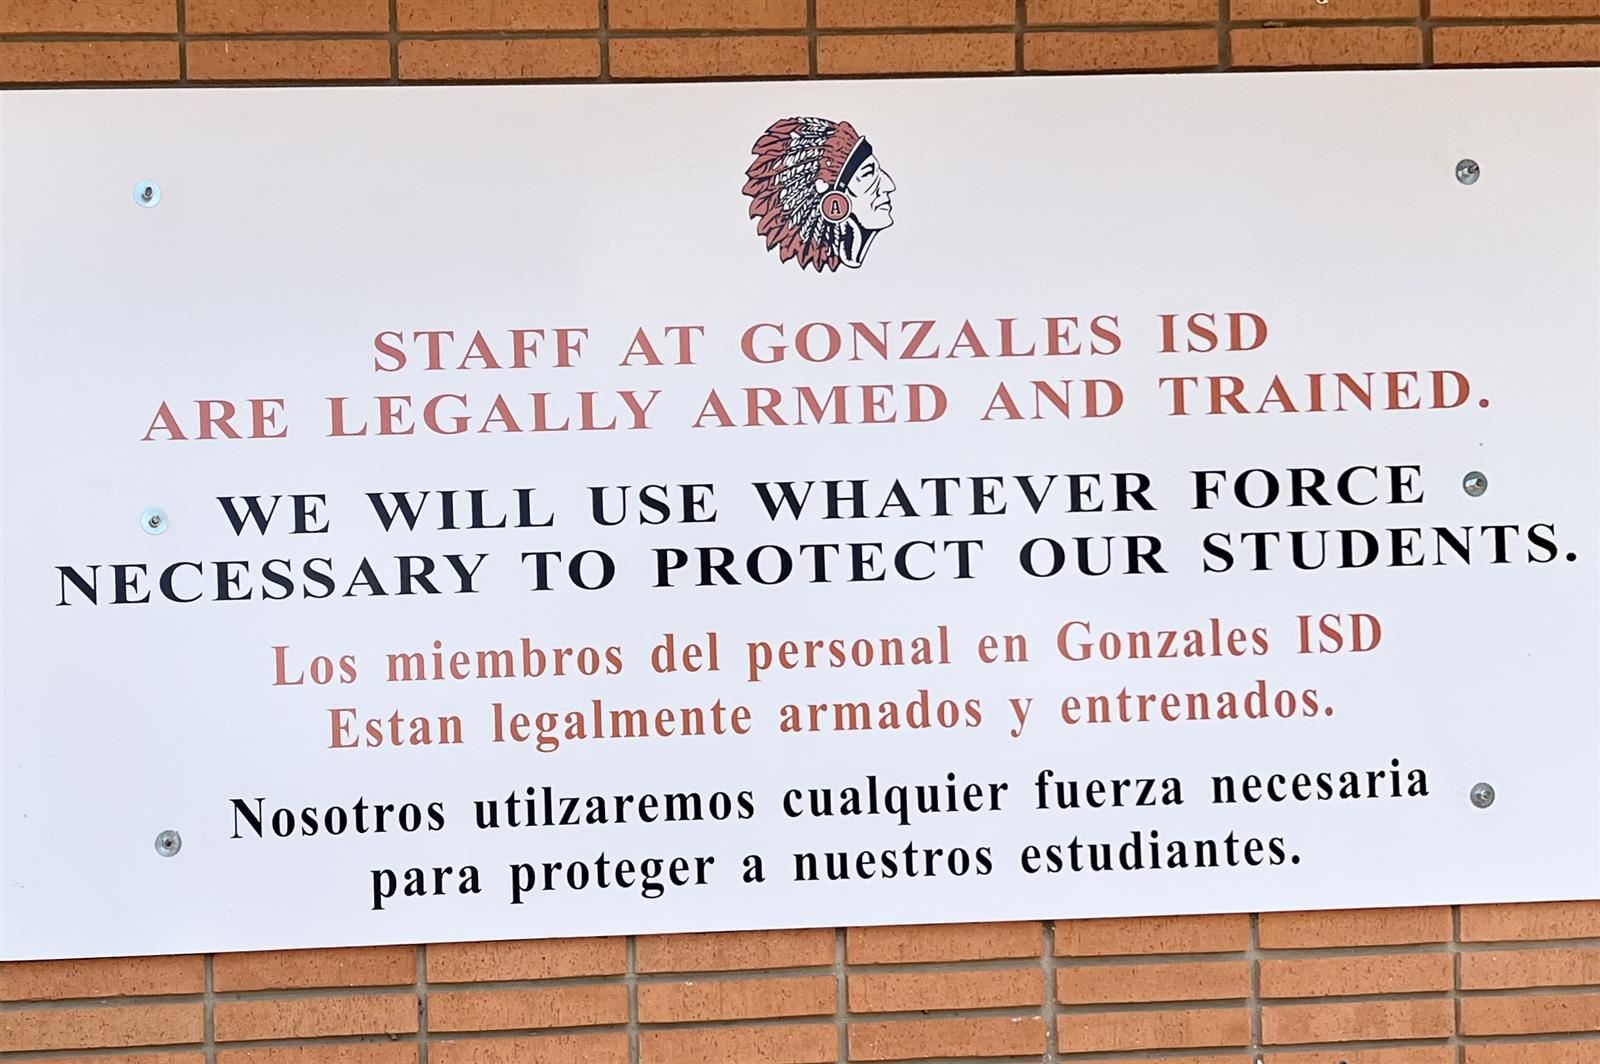 A
STAFF AT GONZALES ISD
ARE LEGALLY ARMED AND TRAINED.
WE WILL USE WHATEVER FORCE
NECESSARY TO PROTECT OUR STUDENTS.
Los miembros del personal en Gonzales ISD
Estan legalmente armados y entrenados.
Nosotros utilzaremos cualquier fuerza necesaria
para proteger a nuestros estudiantes.